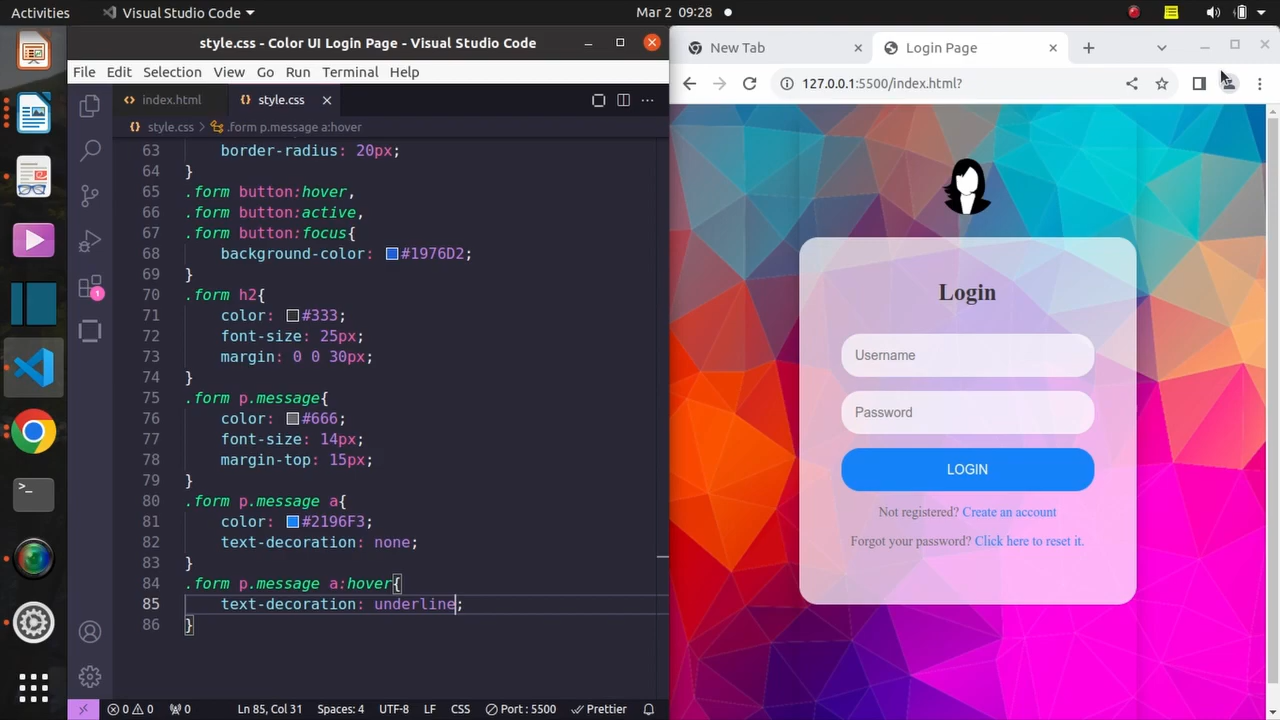 Activities
Visual Studio Code
Mar 2 09:28
style.css - Color UI Login Page - Visual Studio Code
File Edit Selection View Go Run Terminal Help
index.html
style.css
style.css > .form p.message a:hover
63 border-radius: 20px;
64 }
65 .form button:hover,
66 .form button:active,
67 .form button:focus{
68 background-color: #1976D2;
69 }
70 .form h2{
71 color: #333;
72 font-size: 25px;
73 margin: 0 0 30px;
74 }
75 .form p.message{
76 color: #666;
77 font-size: 14px;
78 margin-top: 15px;
79 }
80 .form p.message a{
81 color: #2196F3;
82 text-decoration: none;
83 }
84 .form p.message a:hover{
85 text-decoration: underline;
86 }
1
0 0 0 Ln 85, Col 31 Spaces: 4 UTF-8 LF CSS Port : 5500 Prettier
New Tab
Login Page
127.0.0.1:5500/index.html?
Login
Username
Password
LOGIN
Not registered? Create an account
Forgot your password? Click here to reset it.